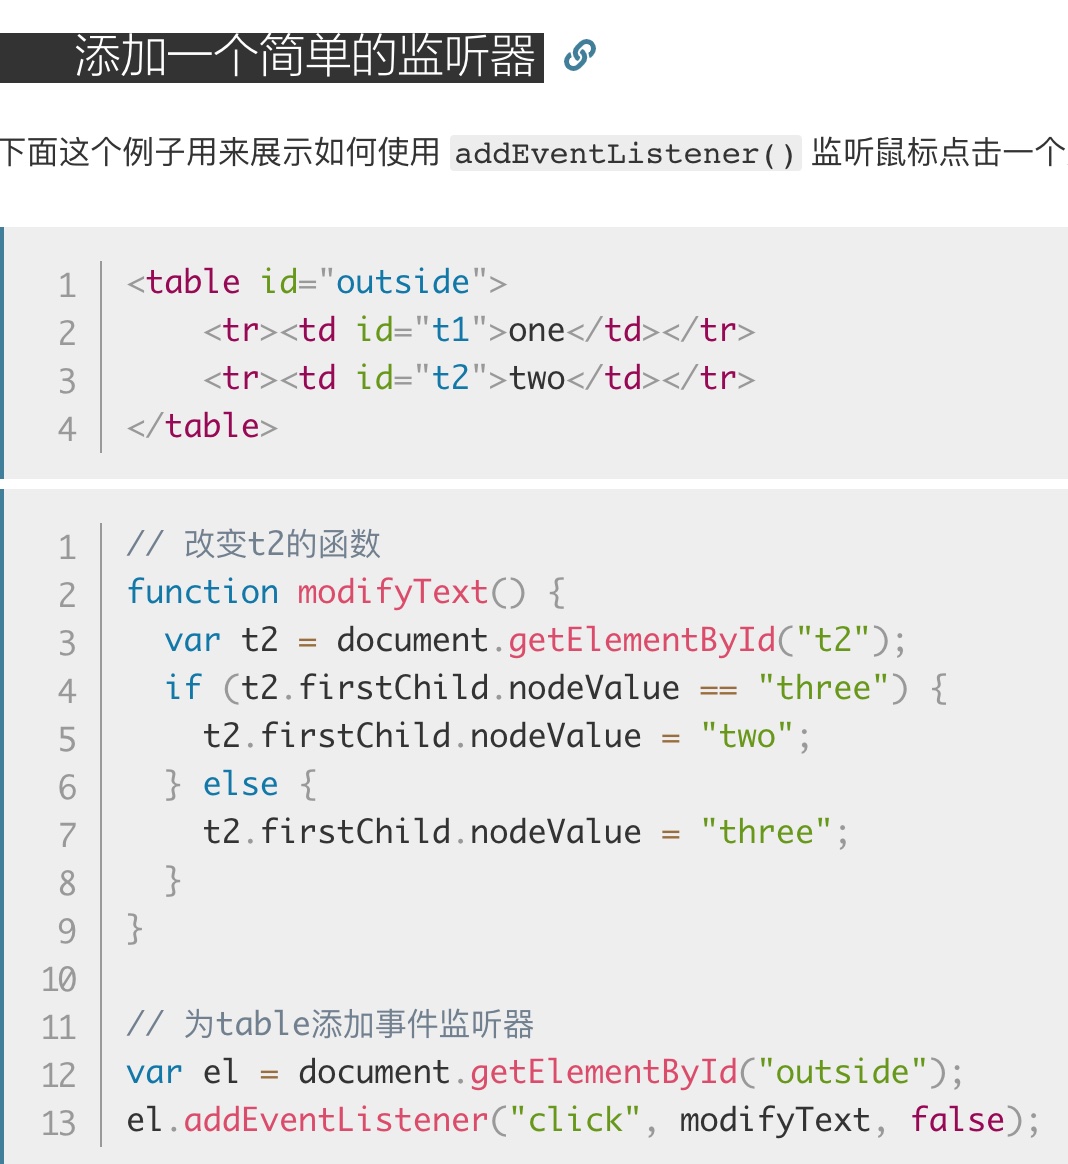 添加一个简单的监听器
下面这个例子用来展示如何使用 addEventListener() 监听鼠标点击一个
1 <table id="outside">
2     <tr><td id="t1">one</td></tr>
3     <tr><td id="t2">two</td></tr>
4 </table>
1 // 改变t2的函数
2 function modifyText() {
3   var t2 = document.getElementById("t2");
4   if (t2.firstChild.nodeValue == "three") {
5     t2.firstChild.nodeValue = "two";
6   } else {
7     t2.firstChild.nodeValue = "three";
8   }
9 }
10
11 // 为table添加事件监听器
12 var el = document.getElementById("outside");
13 el.addEventListener("click", modifyText, false);